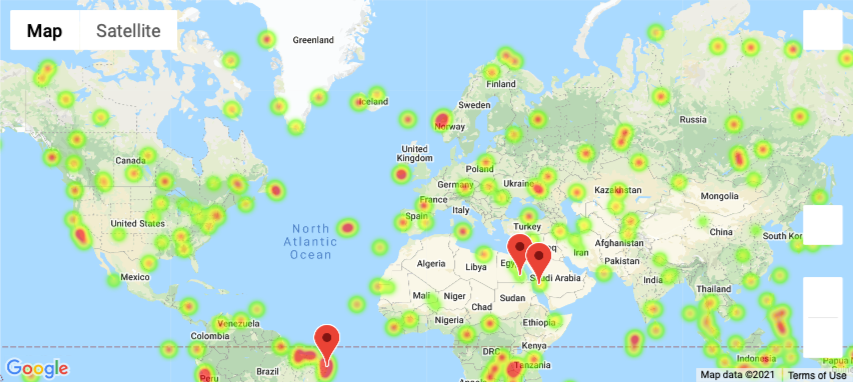 Map
Satellite
Greenland
Iceland
Finland
Sweden
Norway
Russia
United
Kingdom
Canada
Poland
Germany
Ukraine
Kazakhstan
Mongolia
France
Italy
Spain
Turkey
United States
North
Atlantic
Ocean
Afghanistan
China
South Kor
Iran
Pakistan
Algeria
Libya
Egy
Saudi Arabia
Mexico
India
Thailand
Mali
Niger
Chad
Sudan
Venezuela
Nigeria
Ethiopia
Colombia
Kenya
DRC
Tanzania
Indonesia
Papua N
Brazil
Peru
Google
Map data ©2021
Terms of Use